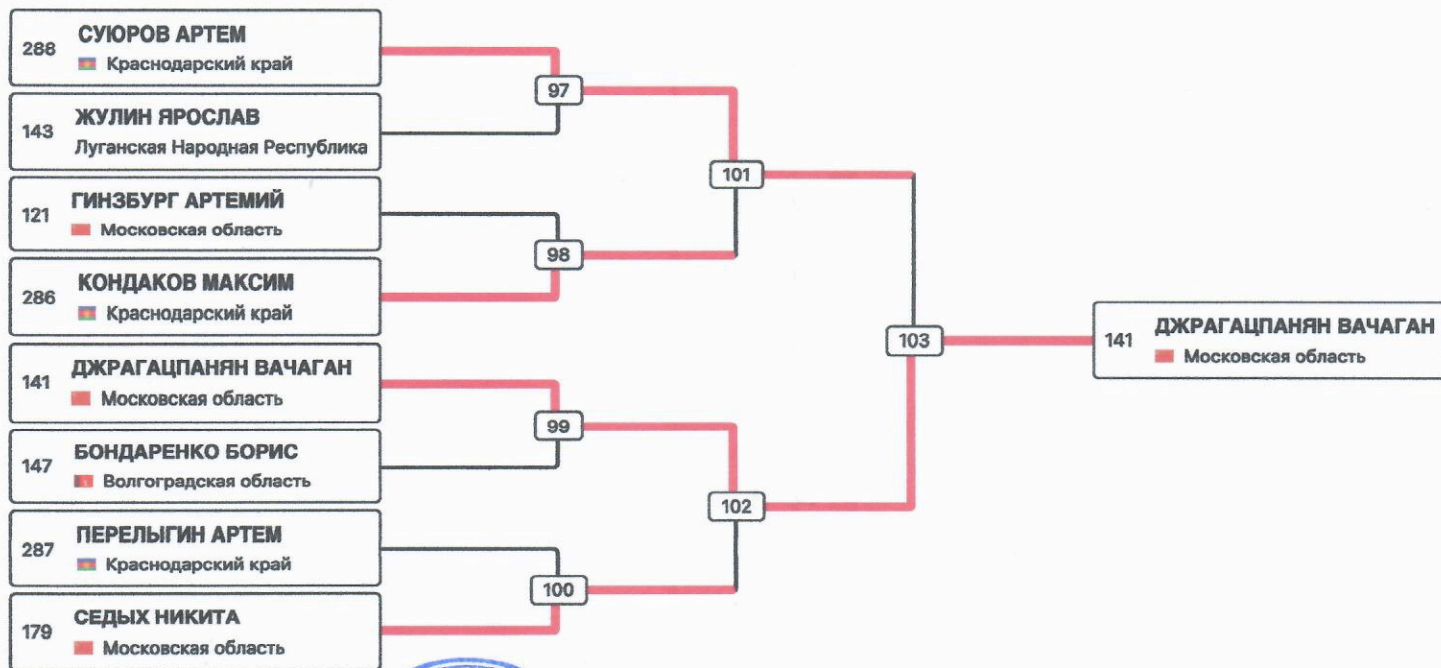 288 СУЮРОВ АРТЕМ
Краснодарский край
143 ЖУЛИН ЯРОСЛАВ
Луганская Народная Республика
121 ГИНЗБУРГ АРТЕМИЙ
Московская область
286 КОНДАКОВ МАКСИМ
Краснодарский край
141 ДЖРАГАЦПАНЯН ВАЧАГАН
Московская область
147 БОНДАРЕНКО БОРИС
Волгоградская область
287 ПЕРЕЛЫГИН АРТЕМ
Краснодарский край
179 СЕДЫХ НИКИТА
Московская область
97
98
99
100
101
102
103
141 ДЖРАГАЦПАНЯН ВАЧАГАН
Московская область